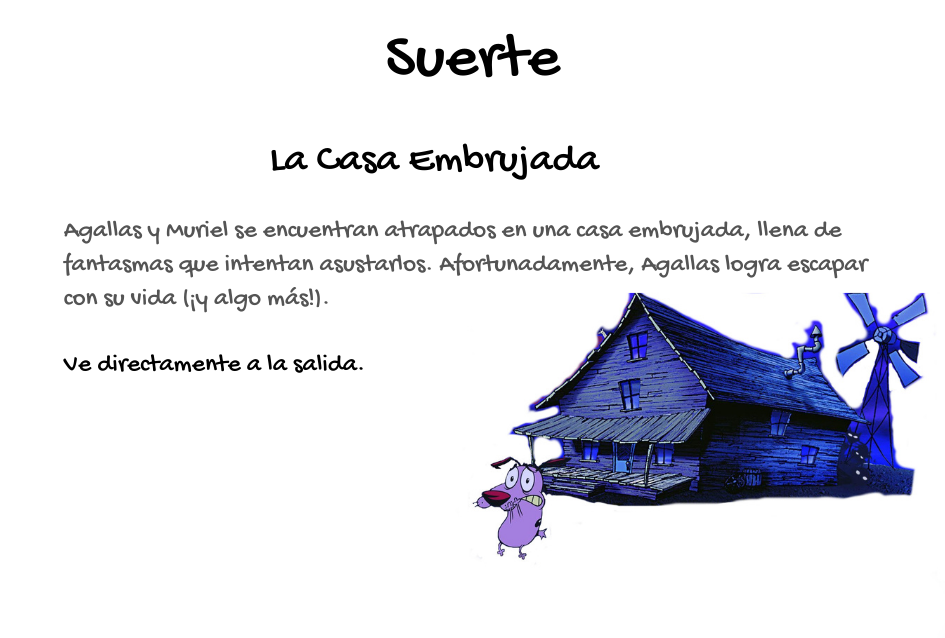 Suerte
La Casa Embrujada
Agallas y Muriel se encuentran atrapados en una casa embrujada, llena de
fantasmas que intentan asustarlos. Afortunadamente, Agallas logra escapar
con su vida (¡y algo más!).
Ve directamente a la salida.